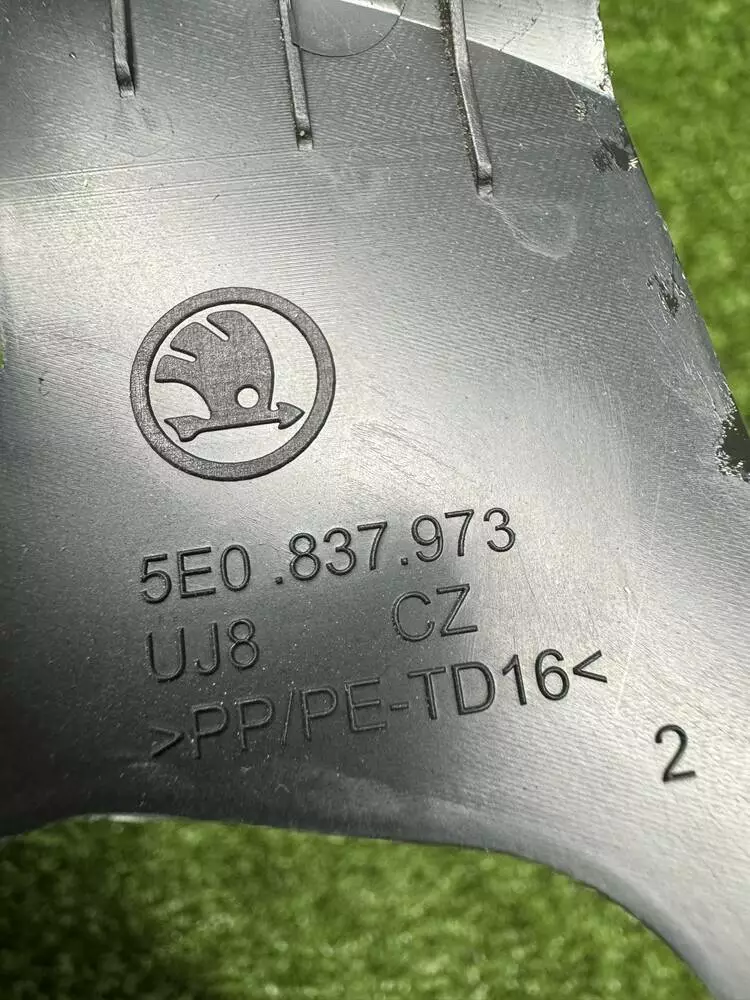 5E0.837.973
UJ8 CZ
>PP/PE-TD16<
2